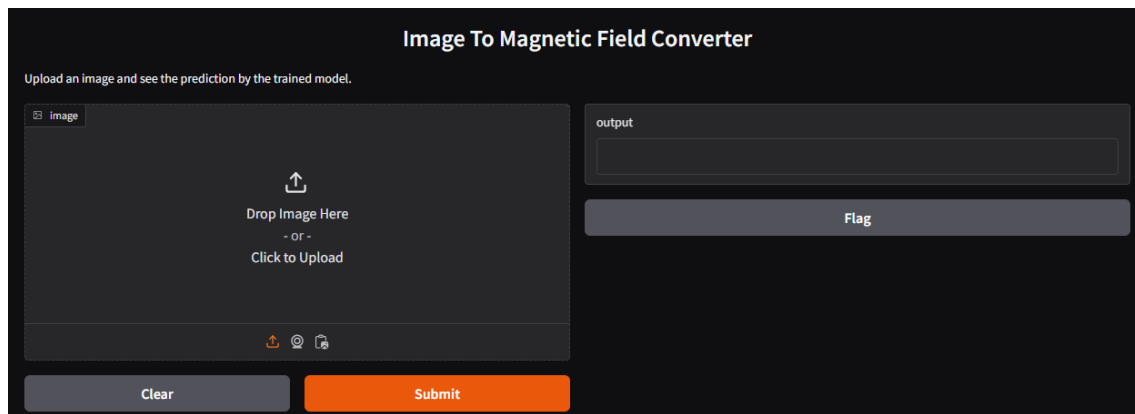 Image To Magnetic Field Converter
Upload an image and see the prediction by the trained model.
image
Drop Image Here
- or -
Click to Upload
Clear
Submit
output
Flag